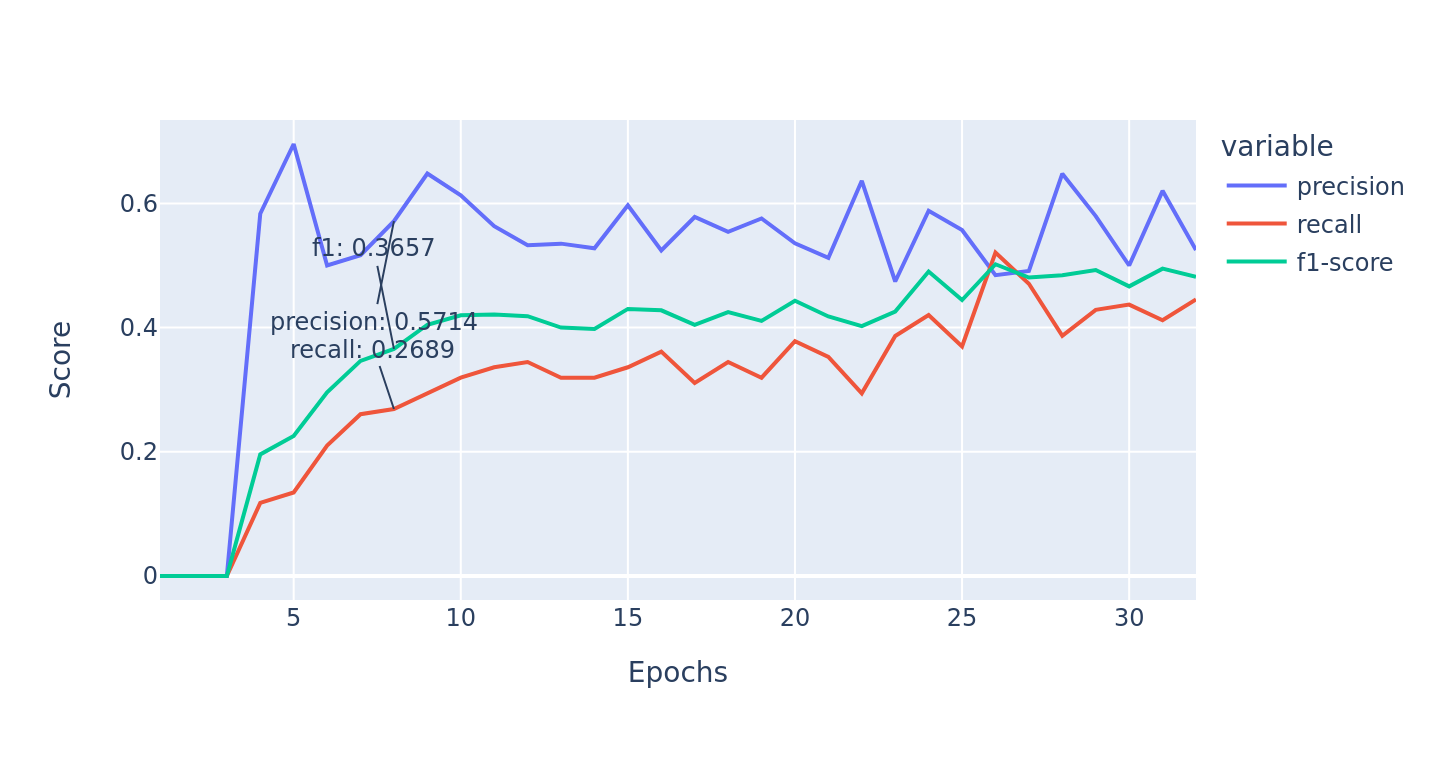 variable
precision
recall
f1-score
0.6
0.4
0.2
0
Score
f1: 0.3657
precision: 0.5714
recall: 0.2689
5
10
15
20
25
30
Epochs